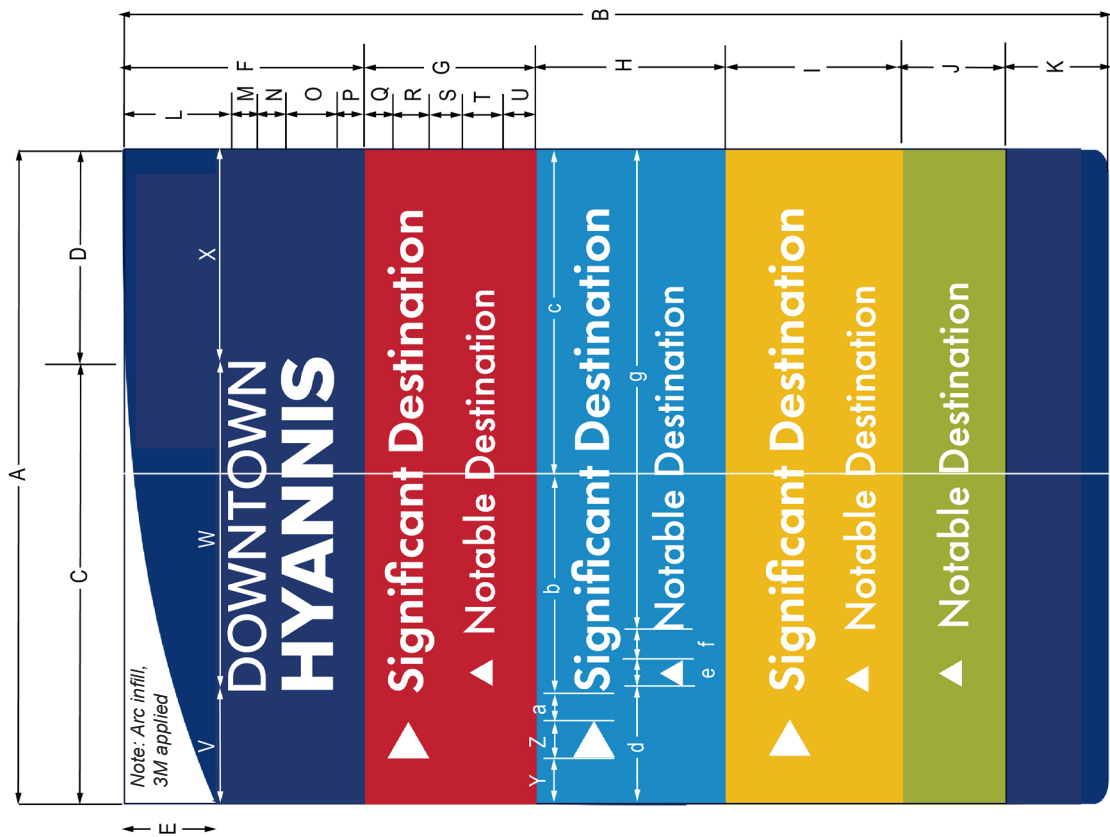 A
C D
Note: Arc infill,
3M applied
E
L
V W X
F
M
DOWNTOWN
N
HYANNIS
O
P
Q
Significant Destination
R
G
S
Notable Destination
T
U
Y Z a b c
Significant Destination
B
H
d e f g
Notable Destination
Significant Destination
I
Notable Destination
Notable Destination
J
K